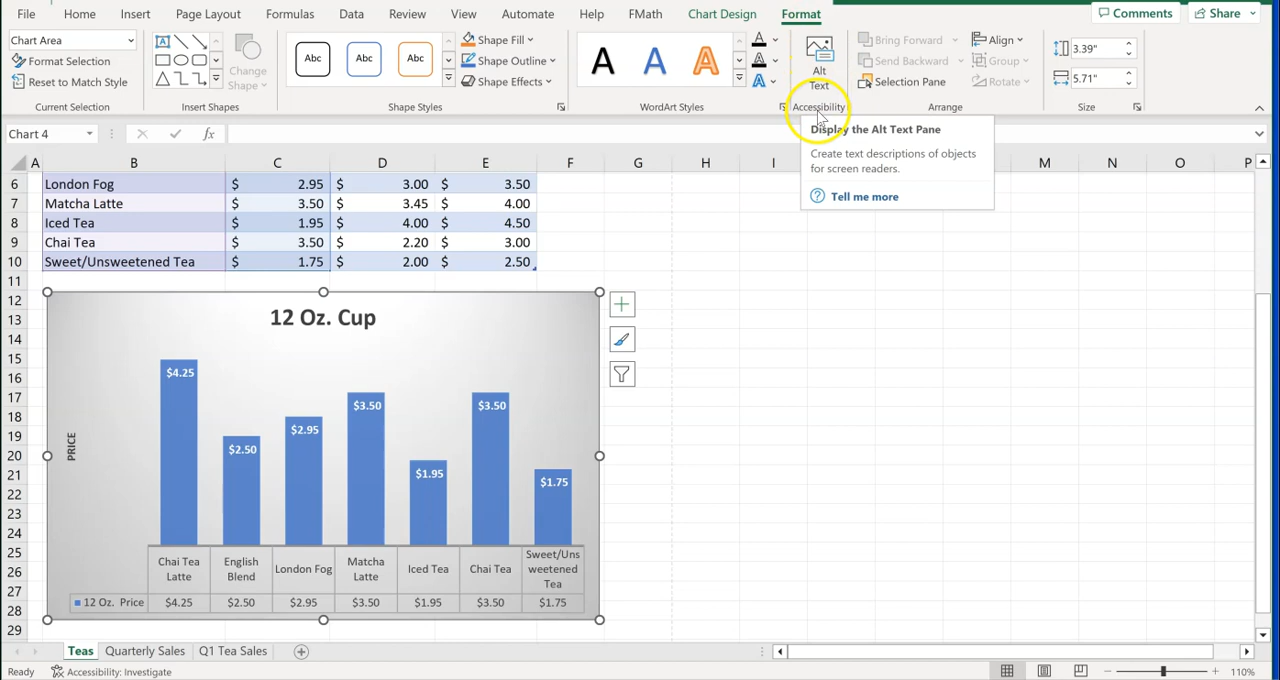 File Home Insert Page Layout Formulas Data Review View Automate Help FMath Chart Design Format Comments Share
Chart Area
Format Selection
Reset to Match Style
Current Selection
Change
Shape
Insert Shapes
Abc Abc Abc
Shape Fill
Shape Outline
Shape Effects
Shape Styles
A A A
WordArt Styles
Alt
Text
Accessibility
Bring Forward
Send Backward
Selection Pane
Align
Group
Rotate
Arrange
3.39"
5.71"
Size
Chart 4 fx
Display the Alt Text Pane
Create text descriptions of objects
for screen readers.
Tell me more
A B C D E F G H I M N O P
6 London Fog $ 2.95 $ 3.00 $ 3.50
7 Matcha Latte $ 3.50 $ 3.45 $ 4.00
8 Iced Tea $ 1.95 $ 4.00 $ 4.50
9 Chai Tea $ 3.50 $ 2.20 $ 3.00
10 Sweet/Unsweetened Tea $ 1.75 $ 2.00 $ 2.50
11
12
13
14
15
16
17
18
19
20
21
22
23
24
25
26
27
28
29
12 Oz. Cup
PRICE
$4.25 $2.50 $2.95 $3.50 $1.95 $3.50 $1.75
Chai Tea
Latte
English
Blend
London Fog
Matcha
Latte
Iced Tea
Chai Tea
Sweet/Uns
weetened
Tea
12 Oz. Price $4.25 $2.50 $2.95 $3.50 $1.95 $3.50 $1.75
Teas Quarterly Sales Q1 Tea Sales
Ready Accessibility: Investigate 110%